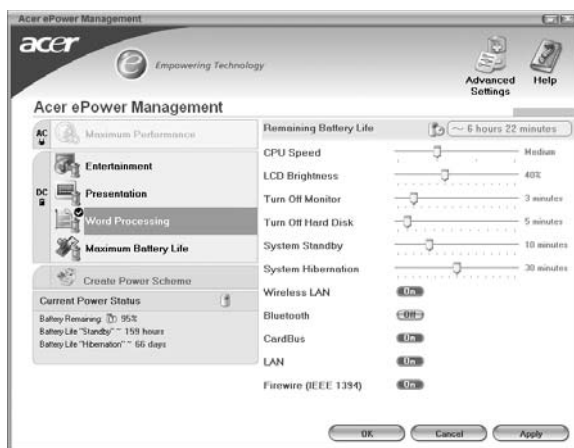 Acer ePower Management
acer
e
Empowering Technology
Advanced Settings
Help
Acer ePower Management
AC
Maximum Performance
DC
Entertainment
Presentation
Word Processing
Maximum Battery Life
Create Power Scheme
Current Power Status
Battery Remaining: 95%
Battery Life "Standby" ~ 159 hours
Battery Life "Hibernation" ~ 66 days
Remaining Battery Life ~ 6 hours 22 minutes
CPU Speed Medium
LCD Brightness 40%
Turn Off Monitor 3 minutes
Turn Off Hard Disk 5 minutes
System Standby 10 minutes
System Hibernation 30 minutes
Wireless LAN On
Bluetooth Off
CardBus On
LAN On
Firewire (IEEE 1394) On
OK Cancel Apply